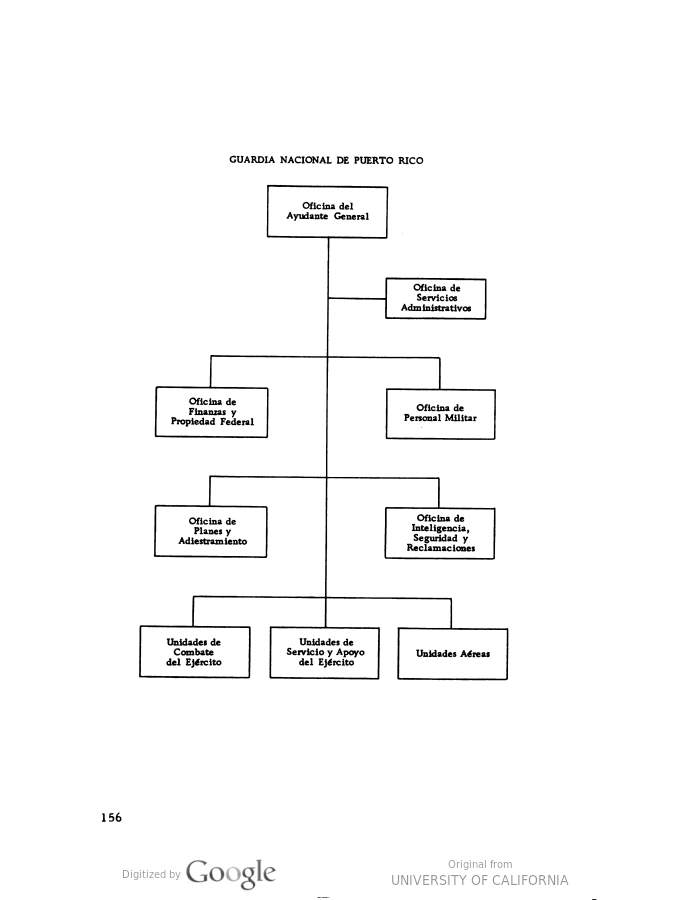 GUARDIA NACIONAL DE PUERTO RICO
Oficina del
Ayudante General
Oficina de
Servicios
Administrativos
Oficina de
Finanzas y
Propiedad Federal
Oficina de
Personal Militar
Oficina de
Planes y
Adiestramiento
Oficina de
Inteligencia,
Seguridad y
Reclamaciones
Unidades de
Combate
del Ejército
Unidades de
Servicio y Apoyo
del Ejército
Unidades Aéreas
156
Digitized by Google
Original from
UNIVERSITY OF CALIFORNIA